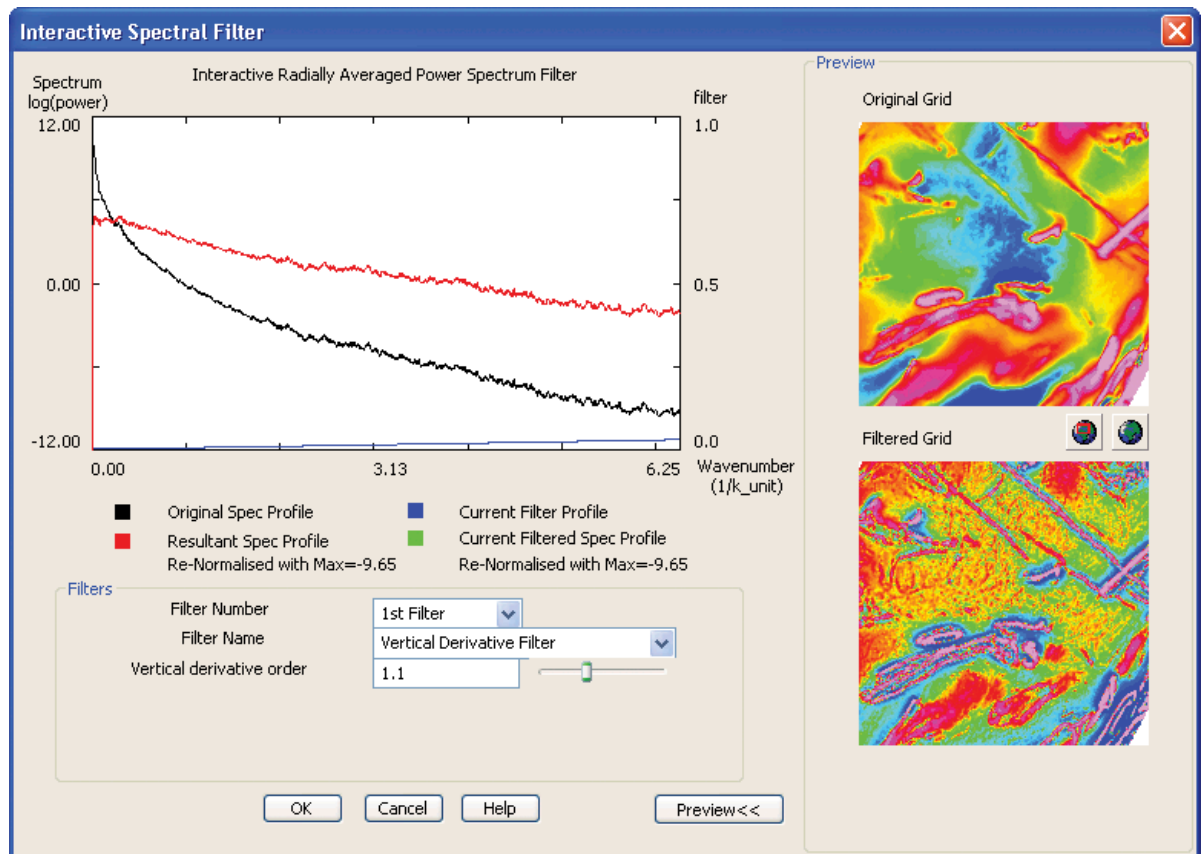 Interactive Spectral Filter
Interactive Radially Averaged Power Spectrum Filter
Spectrum
log(power)
filter
12.00
0.00
-12.00
1.0
0.5
0.0
0.00
3.13
6.25
Wavenumber
(1/k_unit)
Original Spec Profile
Resultant Spec Profile
Re-Normalised with Max=-9.65
Current Filter Profile
Current Filtered Spec Profile
Re-Normalised with Max=-9.65
Filters
Filter Number
1st Filter
Filter Name
Vertical Derivative Filter
Vertical derivative order
1.1
OK
Cancel
Help
Preview<<
Preview
Original Grid
Filtered Grid